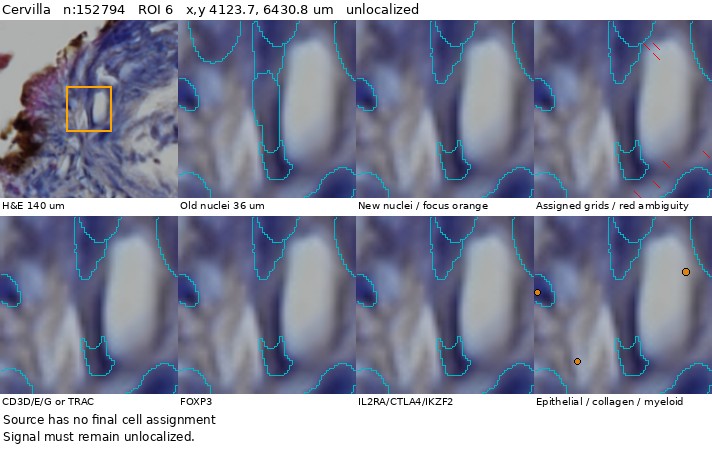 Cervilla n:152794 ROI 6 x,y 4123.7, 6430.8 um unlocalized
H&E 140 um
Old nuclei 36 um
New nuclei / focus orange
Assigned grids / red ambiguity
CD3D/E/G or TRAC
FOXP3
IL2RA/CTLA4/IKZF2
Epithelial / collagen / myeloid
Source has no final cell assignment
Signal must remain unlocalized.